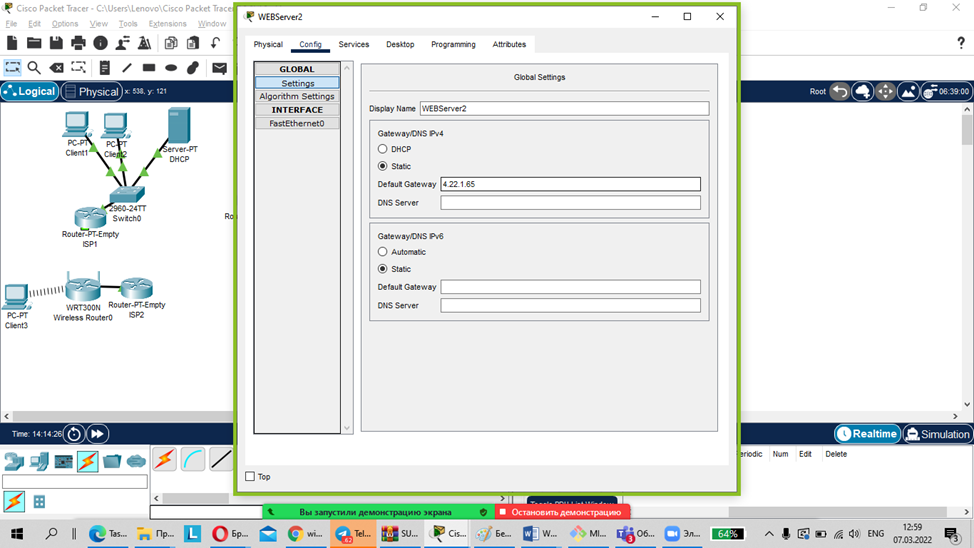 Cisco Packet Tracer - C:\Users\Lenovo\Cisco Packet Trac
File Edit Options View Tools Extensions Window
Logical Physical x: 538, y: 121
Root 06:39:00
PC-PT
Client1
PC-PT
Client2
Server-PT
DHCP
2960-24TT
Switch0
Router-PT-Empty
ISP1
Ro
PC-PT
Client3
WRT300N
Wireless Router0
Router-PT-Empty
ISP2
WEBServer2
Physical Config Services Desktop Programming Attributes
GLOBAL
Settings
Algorithm Settings
INTERFACE
FastEthernet0
Global Settings
Display Name WEBServer2
Gateway/DNS IPv4
DHCP
Static
Default Gateway 4.22.1.65
DNS Server
Gateway/DNS IPv6
Automatic
Static
Default Gateway
DNS Server
Top
Time: 14:14:26
Realtime Simulation
eriodic Num Edit Delete
Вы запустили демонстрацию экрана Остановить демонстрацию
Tas... Пр... Бр... Tel... 62 wi... SU... Cis... Бе... W... MI... Об... 3 Эл... 64% ENG 12:59
07.03.2022 3